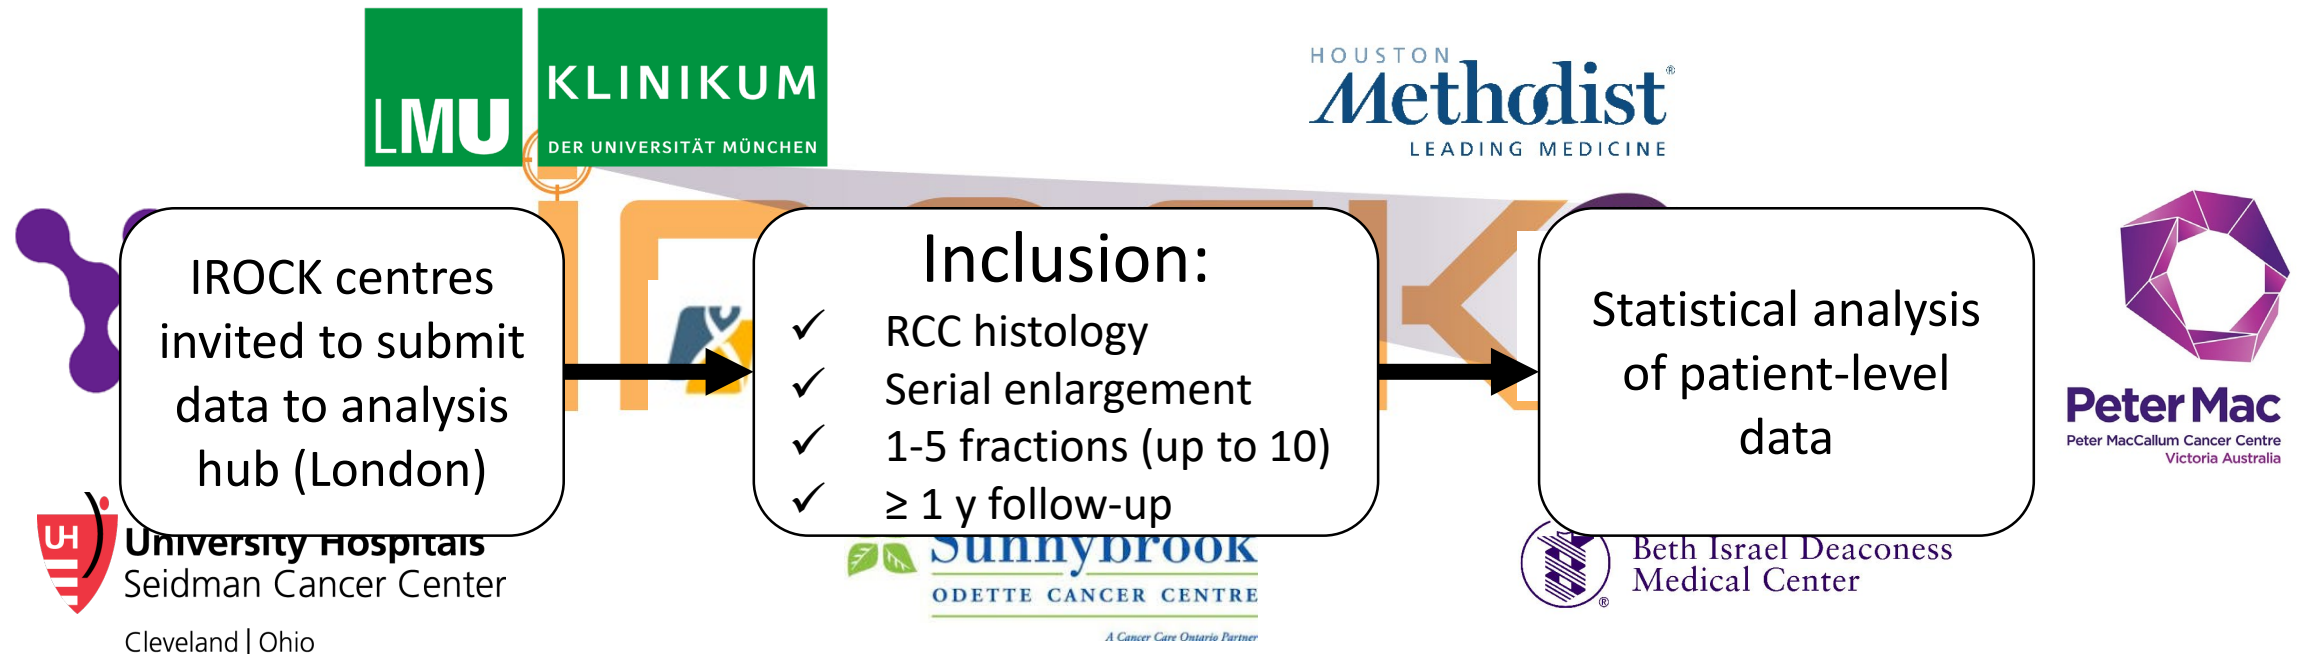 LMU
KLINIKUM
DER UNIVERSITÄT MÜNCHEN
HOUSTON
Methodist®
LEADING MEDICINE
IROCK centres
invited to submit
data to analysis
hub (London)
Inclusion:
✓ RCC histology
✓ Serial enlargement
✓ 1-5 fractions (up to 10)
✓ ≥ 1 y follow-up
Statistical analysis
of patient-level
data
Peter Mac
Peter MacCallum Cancer Centre
Victoria Australia
UH
University Hospitals
Seidman Cancer Center
Cleveland | Ohio
Sunnybrook
ODETTE CANCER CENTRE
A Cancer Care Ontario Partner
Beth Israel Deaconess
Medical Center
®